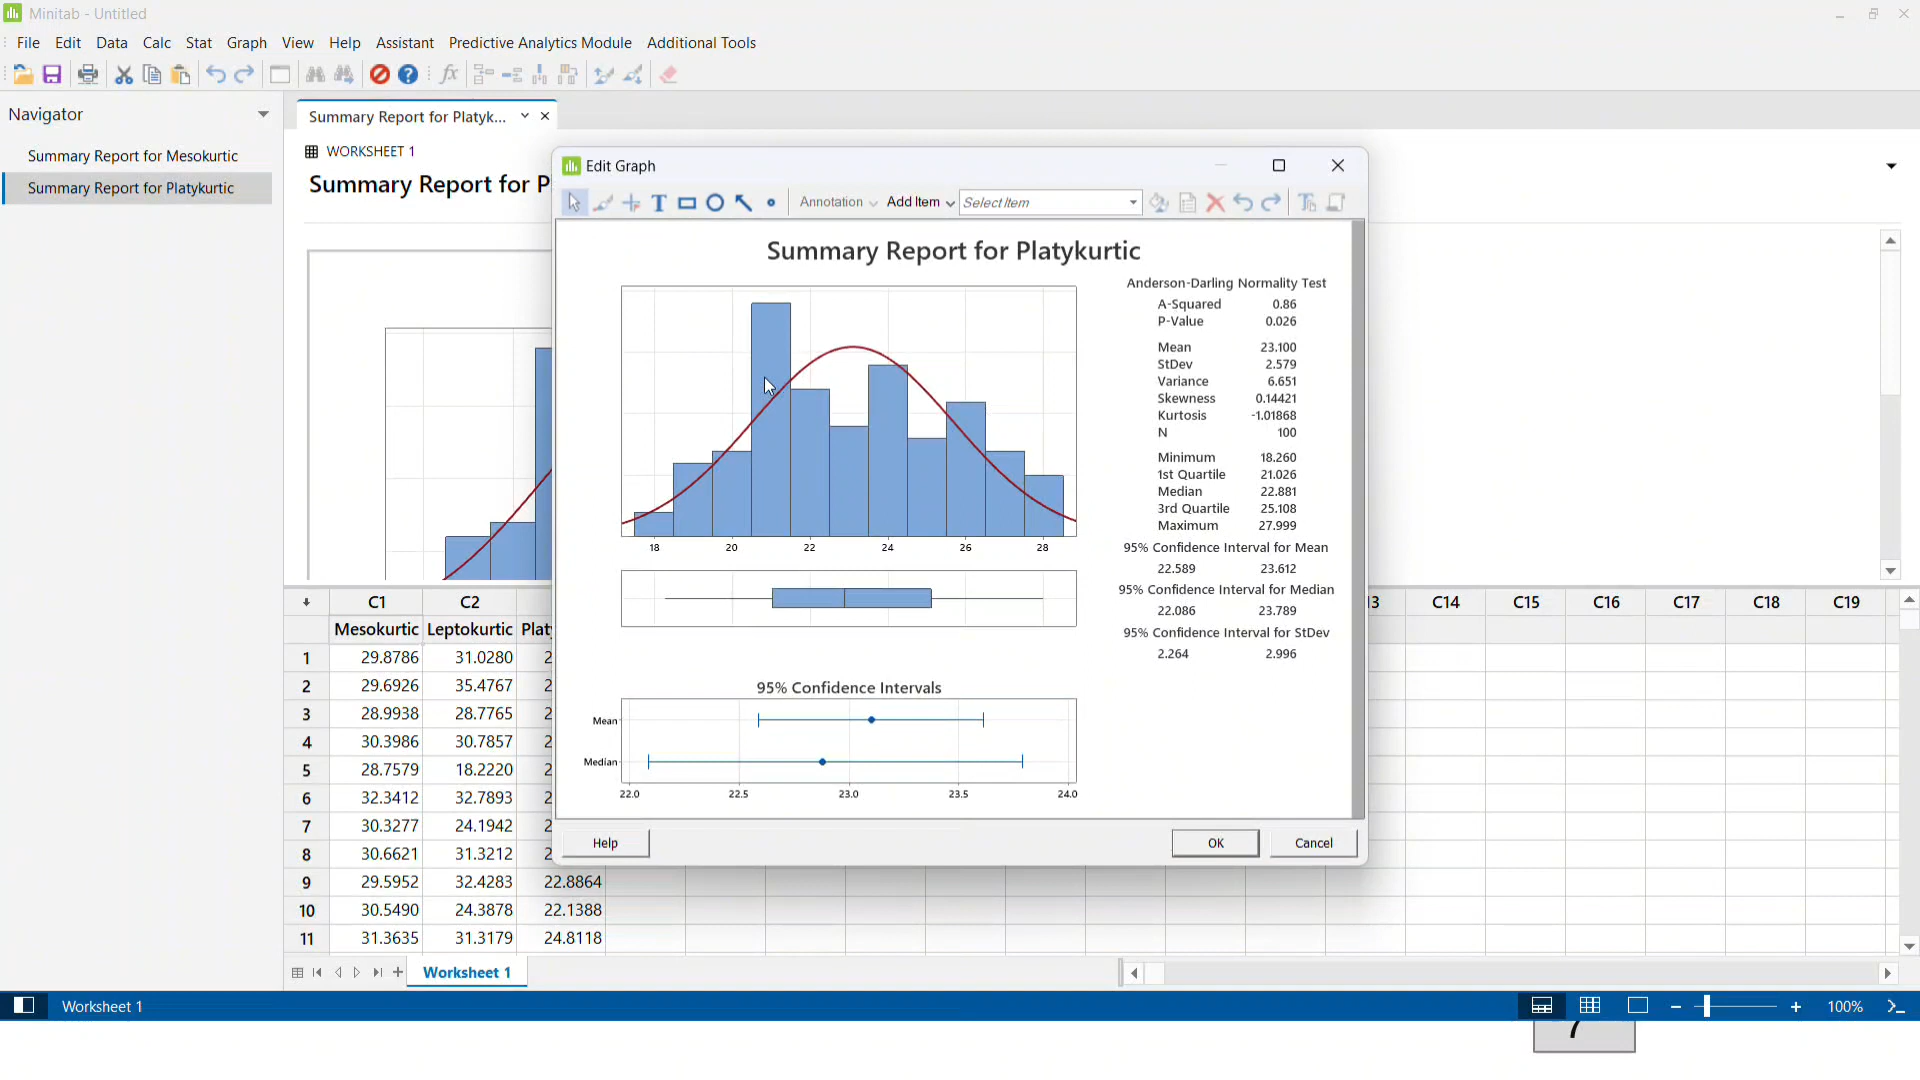 Minitab - Untitled
File Edit Data Calc Stat Graph View Help Assistant Predictive Analytics Module Additional Tools
Navigator
Summary Report for Mesokurtic
Summary Report for Platykurtic
Summary Report for Platyk...
WORKSHEET 1
Summary Report for P
Edit Graph
Annotation Add Item Select Item
Summary Report for Platykurtic
18 20 22 24 26 28
Anderson-Darling Normality Test
A-Squared 0.86
P-Value 0.026
Mean 23.100
StDev 2.579
Variance 6.651
Skewness 0.14421
Kurtosis -1.01868
N 100
Minimum 18.260
1st Quartile 21.026
Median 22.881
3rd Quartile 25.108
Maximum 27.999
95% Confidence Interval for Mean
22.589 23.612
95% Confidence Interval for Median
22.086 23.789
95% Confidence Interval for StDev
2.264 2.996
95% Confidence Intervals
Mean
Median
22.0 22.5 23.0 23.5 24.0
Help OK Cancel
C1 C2 13 C14 C15 C16 C17 C18 C19
Mesokurtic Leptokurtic Plat
1 29.8786 31.0280 2
2 29.6926 35.4767 2
3 28.9938 28.7765 2
4 30.3986 30.7857 2
5 28.7579 18.2220 2
6 32.3412 32.7893 2
7 30.3277 24.1942 2
8 30.6621 31.3212 2
9 29.5952 32.4283 22.8864
10 30.5490 24.3878 22.1388
11 31.3635 31.3179 24.8118
Worksheet 1
Worksheet 1
100%
7